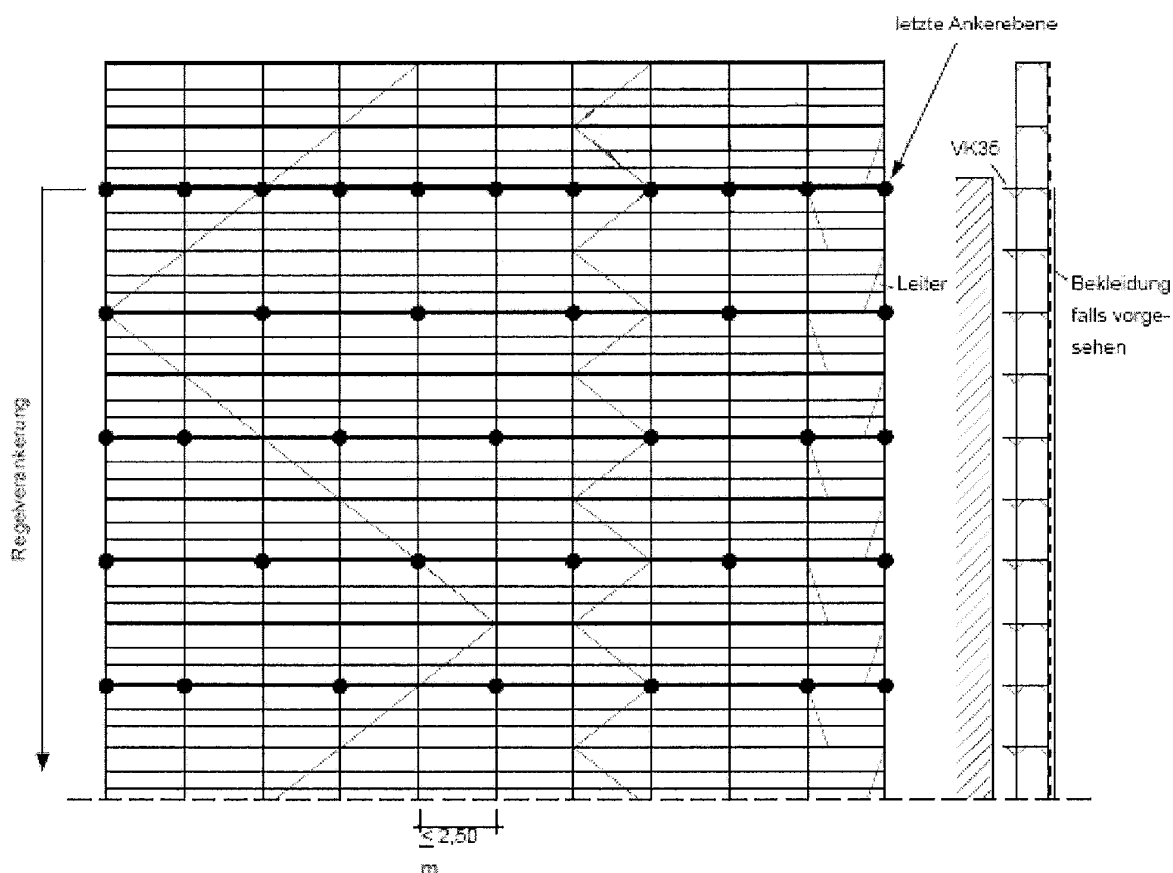 letzte Ankerebene
VK36
Leiter
Bekleidung
falls vorge-
sehen
Regelverankerung
≤ 2,50
m